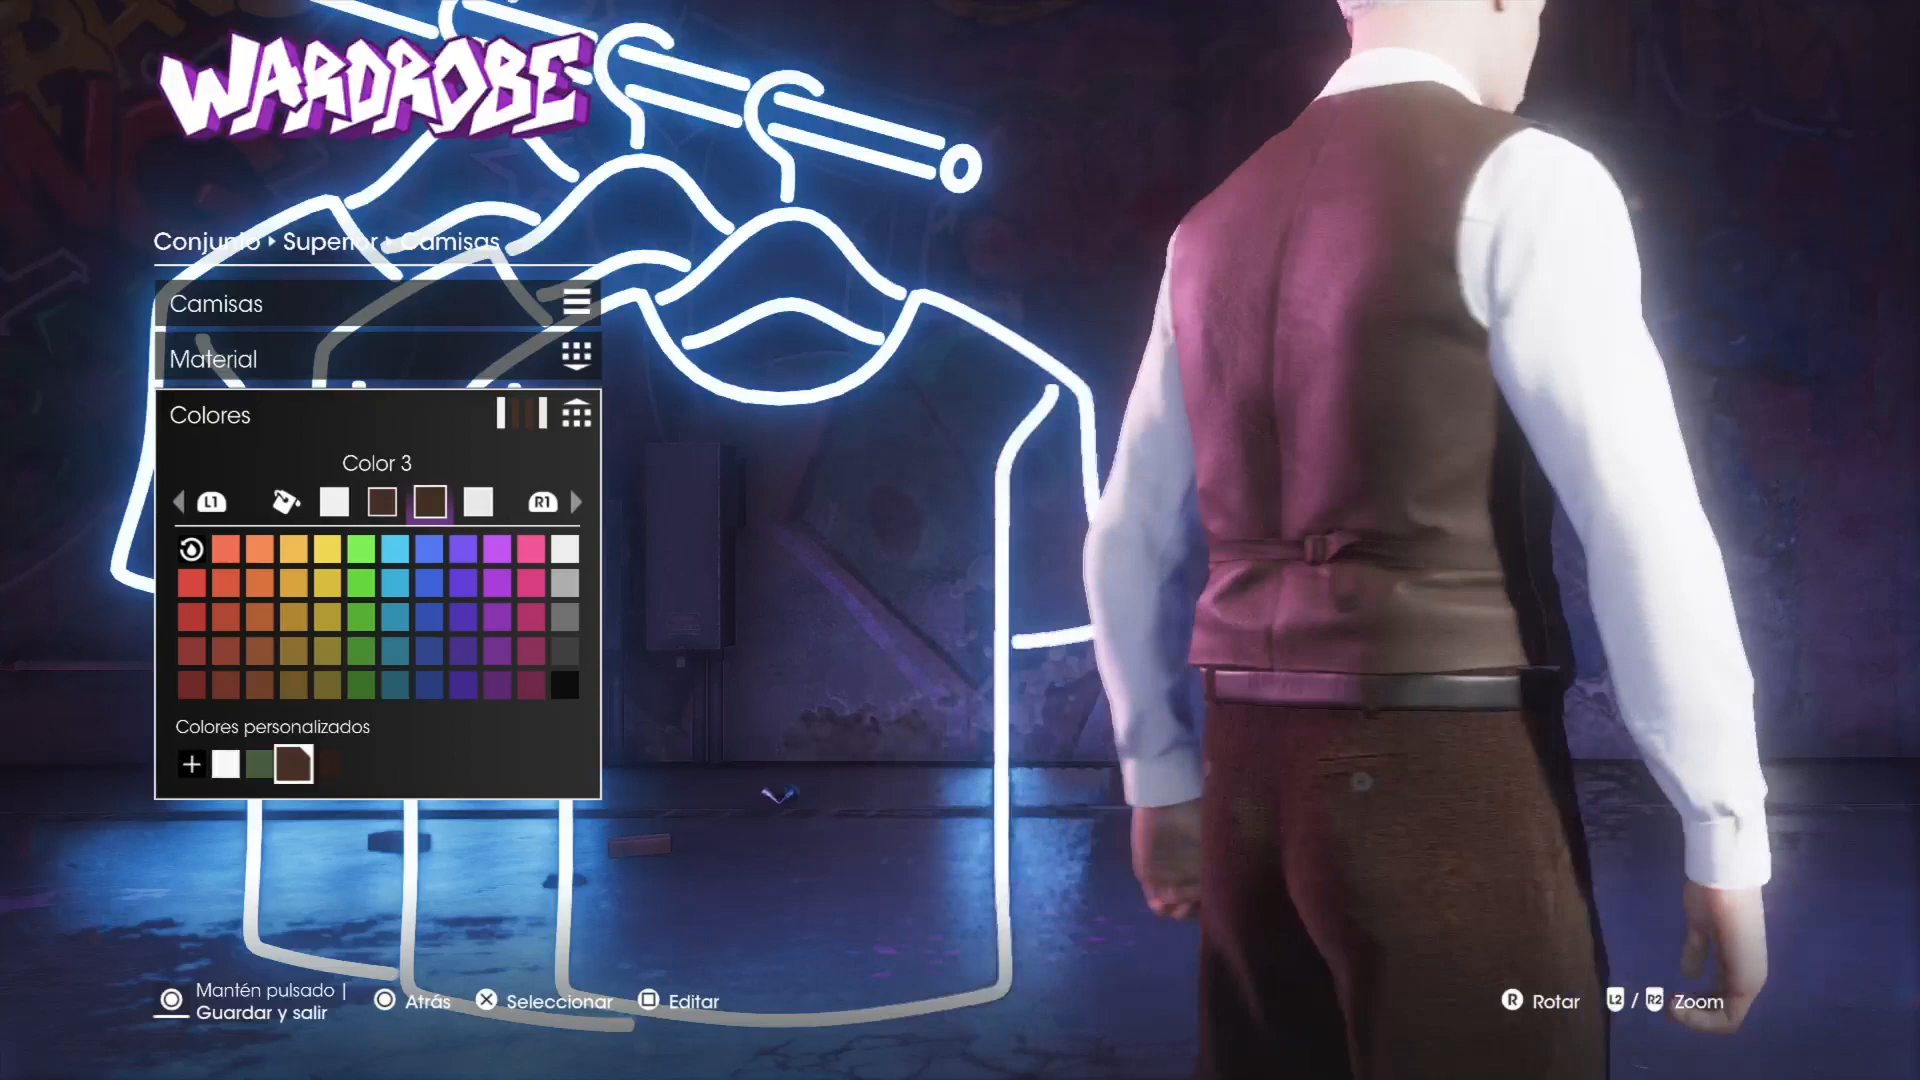 WARDROBE
Conjunto ▸ Superior ▸ Camisas
Camisas
Material
Colores
Color 3
L1
R1
Colores personalizados
Mantén pulsado |
Guardar y salir
Atrás
Seleccionar
Editar
R Rotar
L2 / R2 Zoom